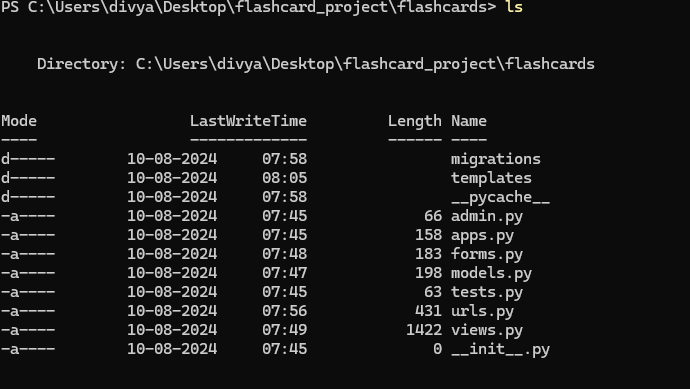 PS C:\Users\divya\Desktop\flashcard_project\flashcards> ls
Directory: C:\Users\divya\Desktop\flashcard_project\flashcards
Mode LastWriteTime Length Name
---- ------------- ------ ----
d----- 10-08-2024 07:58 migrations
d----- 10-08-2024 08:05 templates
d----- 10-08-2024 07:58 __pycache__
-a---- 10-08-2024 07:45 66 admin.py
-a---- 10-08-2024 07:45 158 apps.py
-a---- 10-08-2024 07:48 183 forms.py
-a---- 10-08-2024 07:47 198 models.py
-a---- 10-08-2024 07:45 63 tests.py
-a---- 10-08-2024 07:56 431 urls.py
-a---- 10-08-2024 07:49 1422 views.py
-a---- 10-08-2024 07:45 0 __init__.py